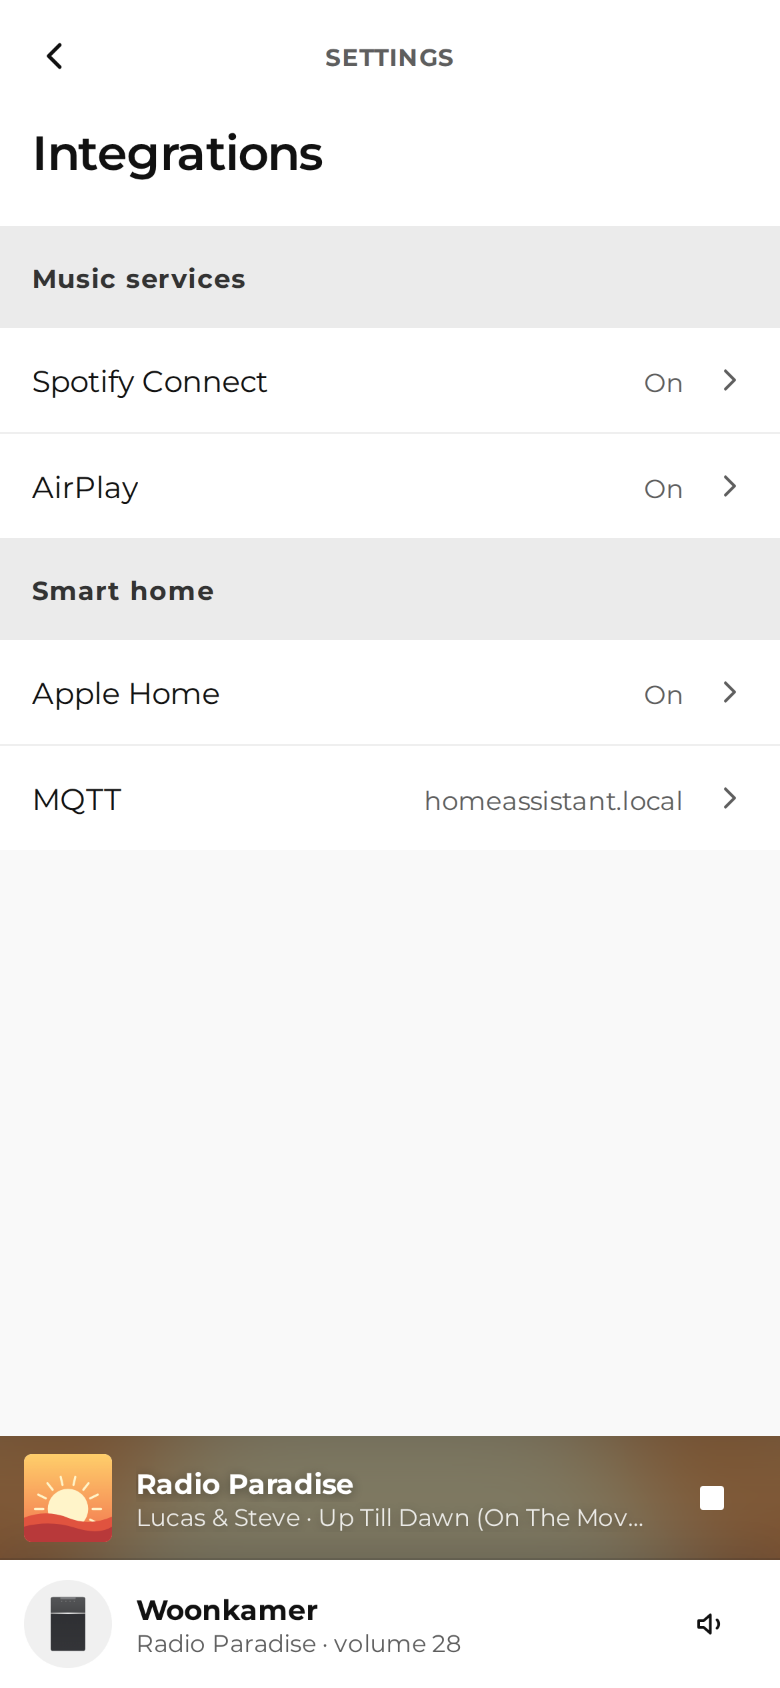 SETTINGS
Integrations
Music services
Spotify Connect On
AirPlay On
Smart home
Apple Home On
MQTT homeassistant.local
Radio Paradise
Lucas & Steve · Up Till Dawn (On The Mov...
Woonkamer
Radio Paradise · volume 28